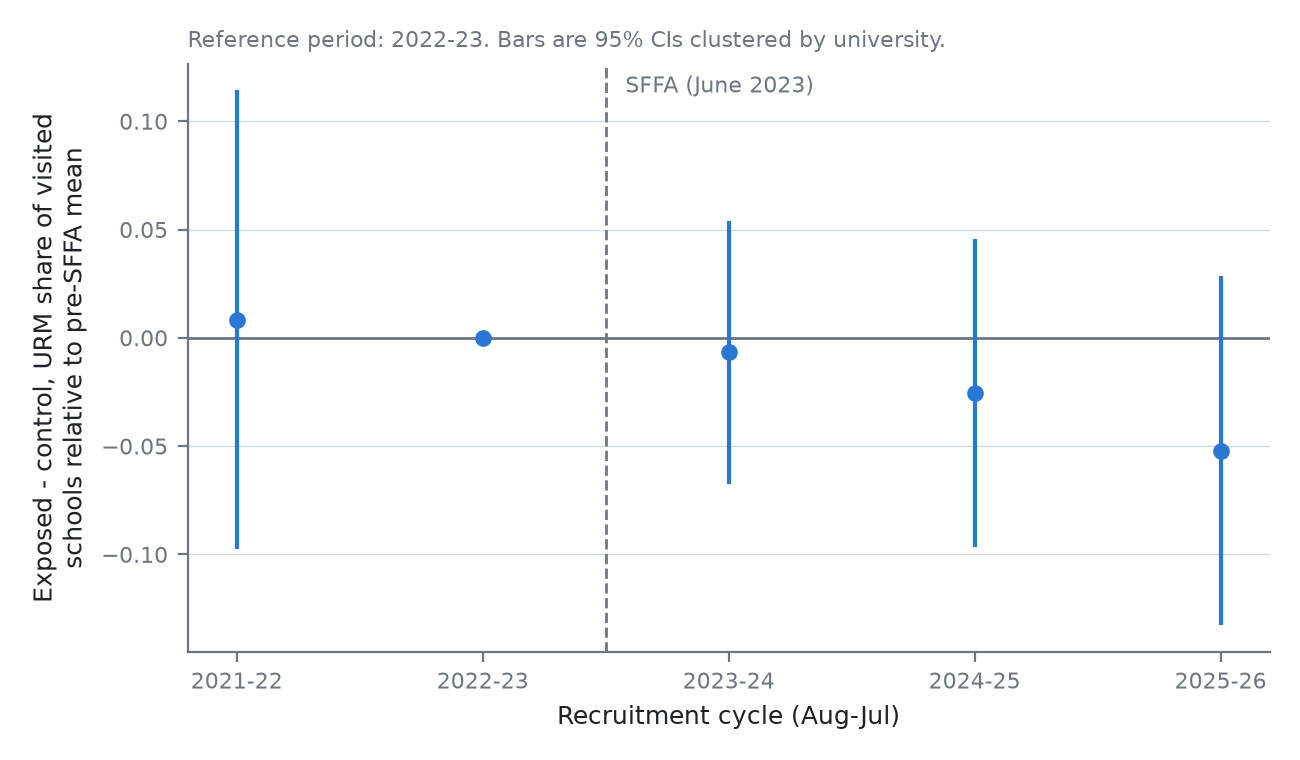 Reference period: 2022-23. Bars are 95% CIs clustered by university.
SFFA (June 2023)
Exposed - control, URM share of visited
schools relative to pre-SFFA mean
0.10
0.05
0.00
−0.05
−0.10
2021-22
2022-23
2023-24
2024-25
2025-26
Recruitment cycle (Aug-Jul)